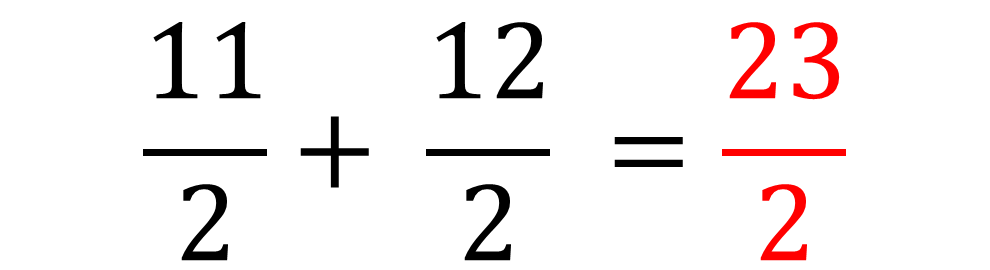 11/2 + 12/2 = 23/2